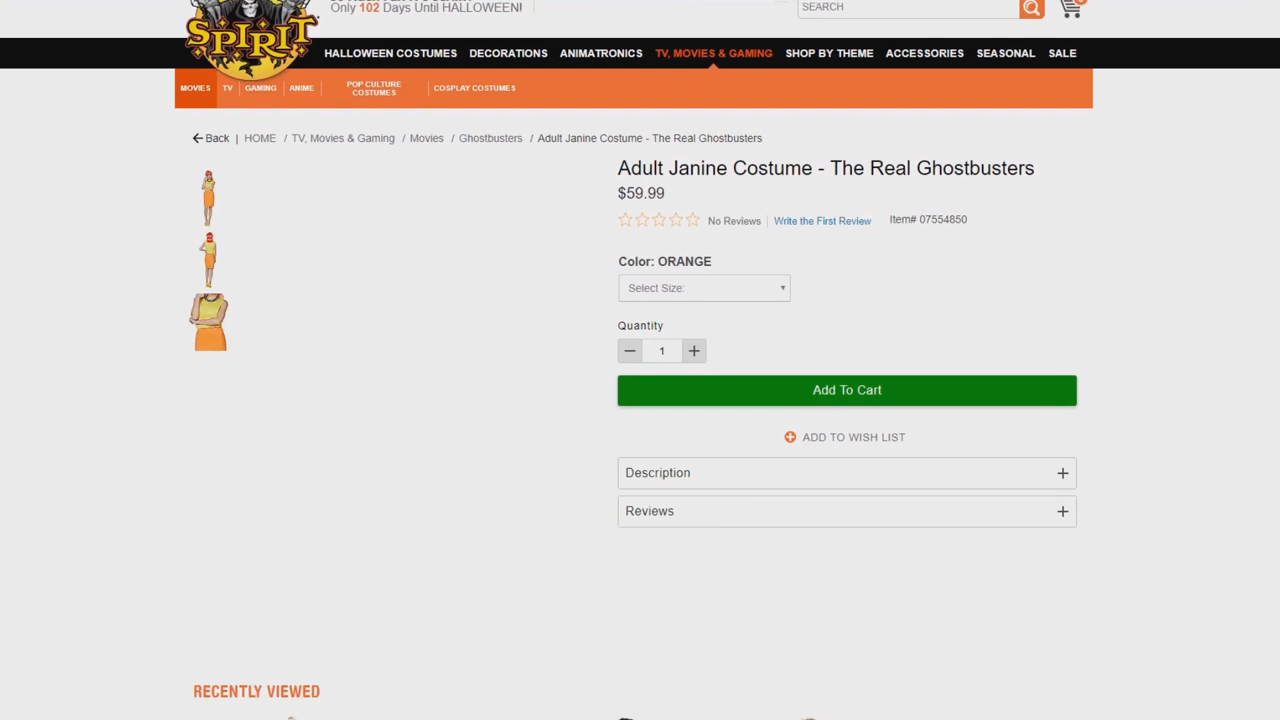 Only 102 Days Until HALLOWEEN!
SEARCH
SPIRIT
HALLOWEEN COSTUMES DECORATIONS ANIMATRONICS TV, MOVIES & GAMING SHOP BY THEME ACCESSORIES SEASONAL SALE
MOVIES TV GAMING ANIME POP CULTURE COSTUMES COSPLAY COSTUMES
Back | HOME / TV, Movies & Gaming / Movies / Ghostbusters / Adult Janine Costume - The Real Ghostbusters
Adult Janine Costume - The Real Ghostbusters
$59.99
No Reviews Write the First Review Item# 07554850
Color: ORANGE
Select Size:
Quantity
1
Add To Cart
ADD TO WISH LIST
Description
Reviews
RECENTLY VIEWED